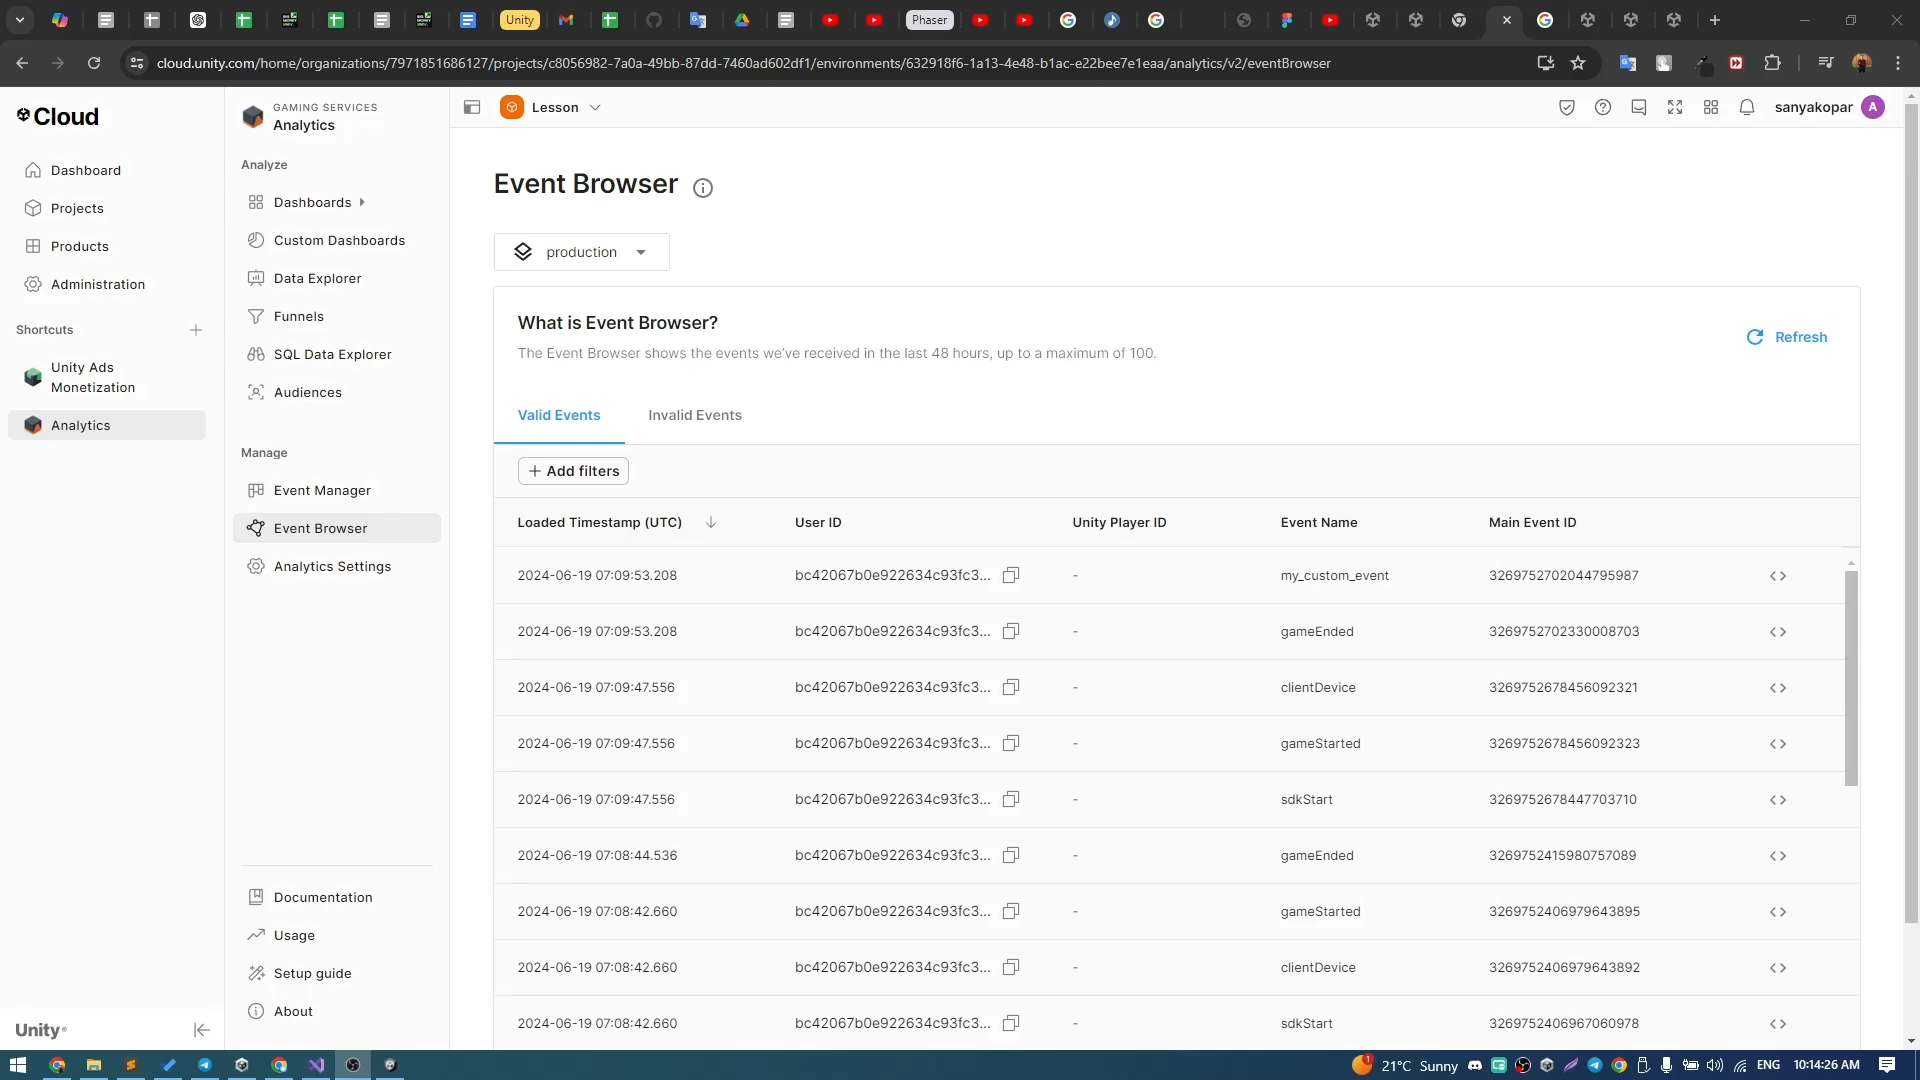 Unity
Phaser
cloud.unity.com/home/organizations/7971851686127/projects/c8056982-7a0a-49bb-87dd-7460ad602df1/environments/632918f6-1a13-4e48-b1ac-e22bee7e1eaa/analytics/v2/eventBrowser
Cloud
Dashboard
Projects
Products
Administration
Shortcuts
Unity Ads
Monetization
Analytics
Unity
GAMING SERVICES
Analytics
Analyze
Dashboards
Custom Dashboards
Data Explorer
Funnels
SQL Data Explorer
Audiences
Manage
Event Manager
Event Browser
Analytics Settings
Documentation
Usage
Setup guide
About
Lesson
sanyakopar A
Event Browser
production
What is Event Browser?
The Event Browser shows the events we've received in the last 48 hours, up to a maximum of 100.
Refresh
Valid Events Invalid Events
+ Add filters
Loaded Timestamp (UTC) User ID Unity Player ID Event Name Main Event ID
2024-06-19 07:09:53.208 bc42067b0e922634c93fc3... - my_custom_event 3269752702044795987
2024-06-19 07:09:53.208 bc42067b0e922634c93fc3... - gameEnded 3269752702330008703
2024-06-19 07:09:47.556 bc42067b0e922634c93fc3... - clientDevice 3269752678456092321
2024-06-19 07:09:47.556 bc42067b0e922634c93fc3... - gameStarted 3269752678456092323
2024-06-19 07:09:47.556 bc42067b0e922634c93fc3... - sdkStart 3269752678447703710
2024-06-19 07:08:44.536 bc42067b0e922634c93fc3... - gameEnded 3269752415980757089
2024-06-19 07:08:42.660 bc42067b0e922634c93fc3... - gameStarted 3269752406979643895
2024-06-19 07:08:42.660 bc42067b0e922634c93fc3... - clientDevice 3269752406979643892
2024-06-19 07:08:42.660 bc42067b0e922634c93fc3... - sdkStart 3269752406967060978
1 21°C Sunny ENG 10:14:26 AM